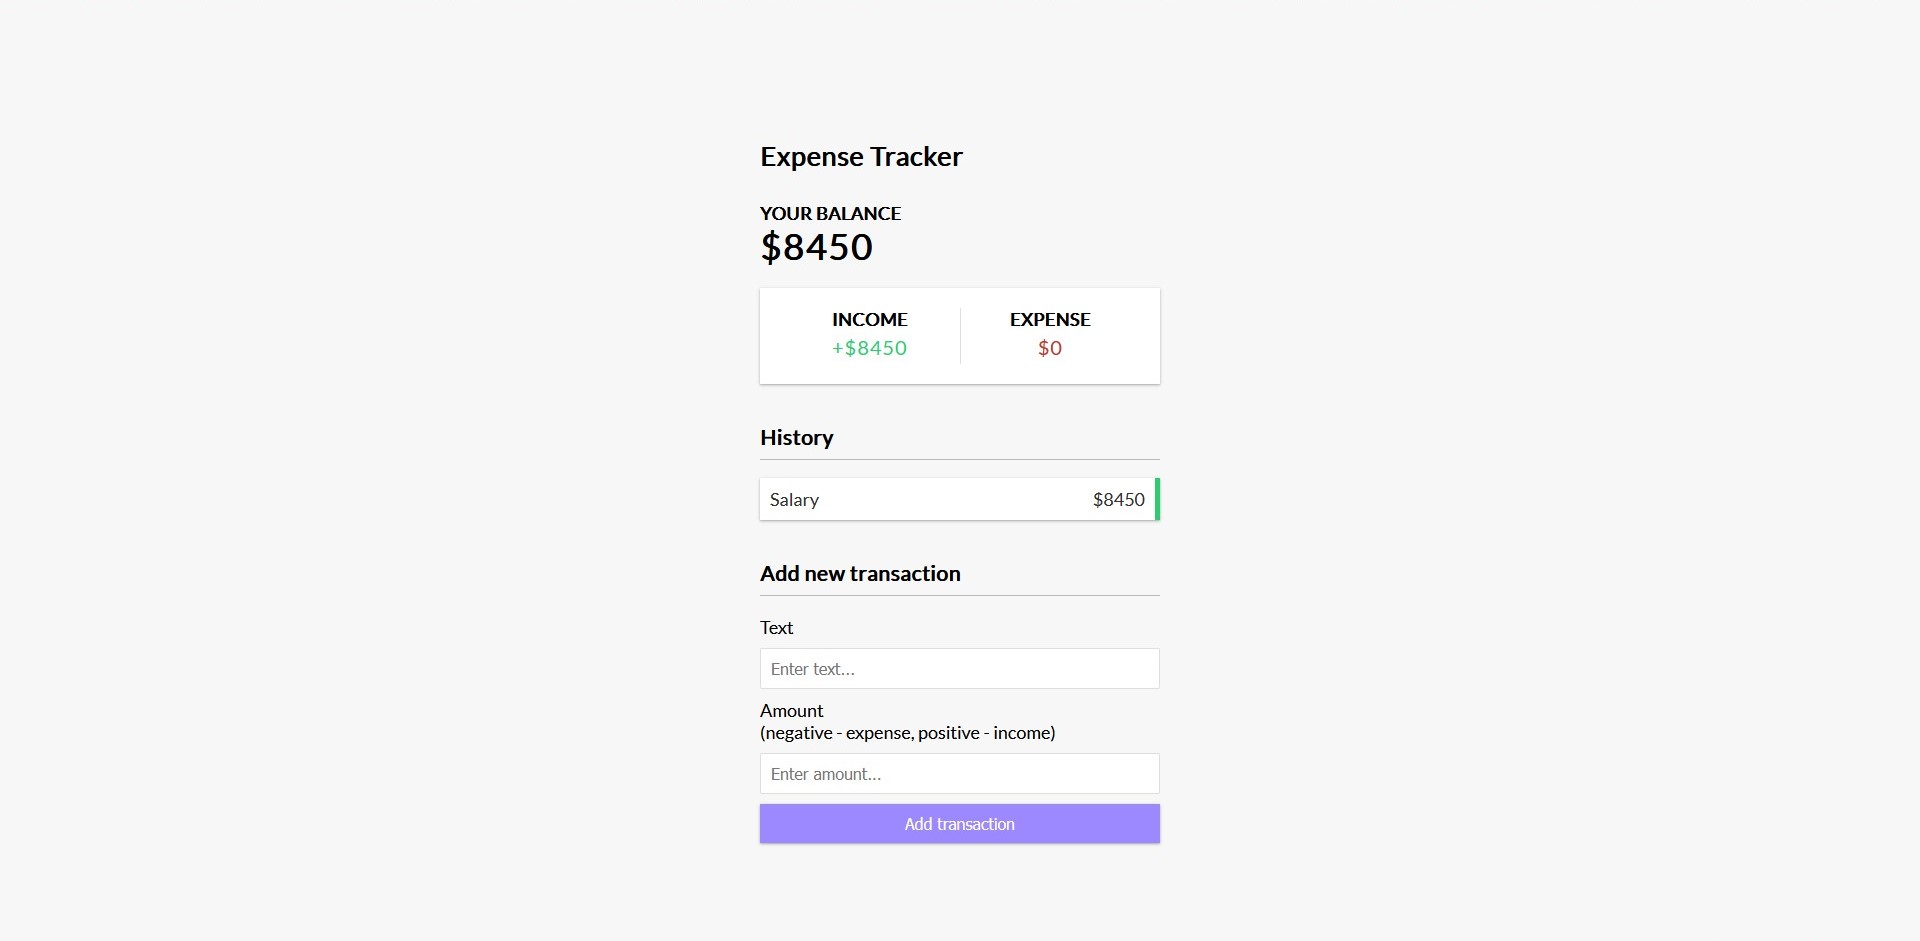 Expense Tracker
YOUR BALANCE
$8450
INCOME EXPENSE
+$8450 $0
History
Salary $8450
Add new transaction
Text
Enter text...
Amount
(negative - expense, positive - income)
Enter amount...
Add transaction